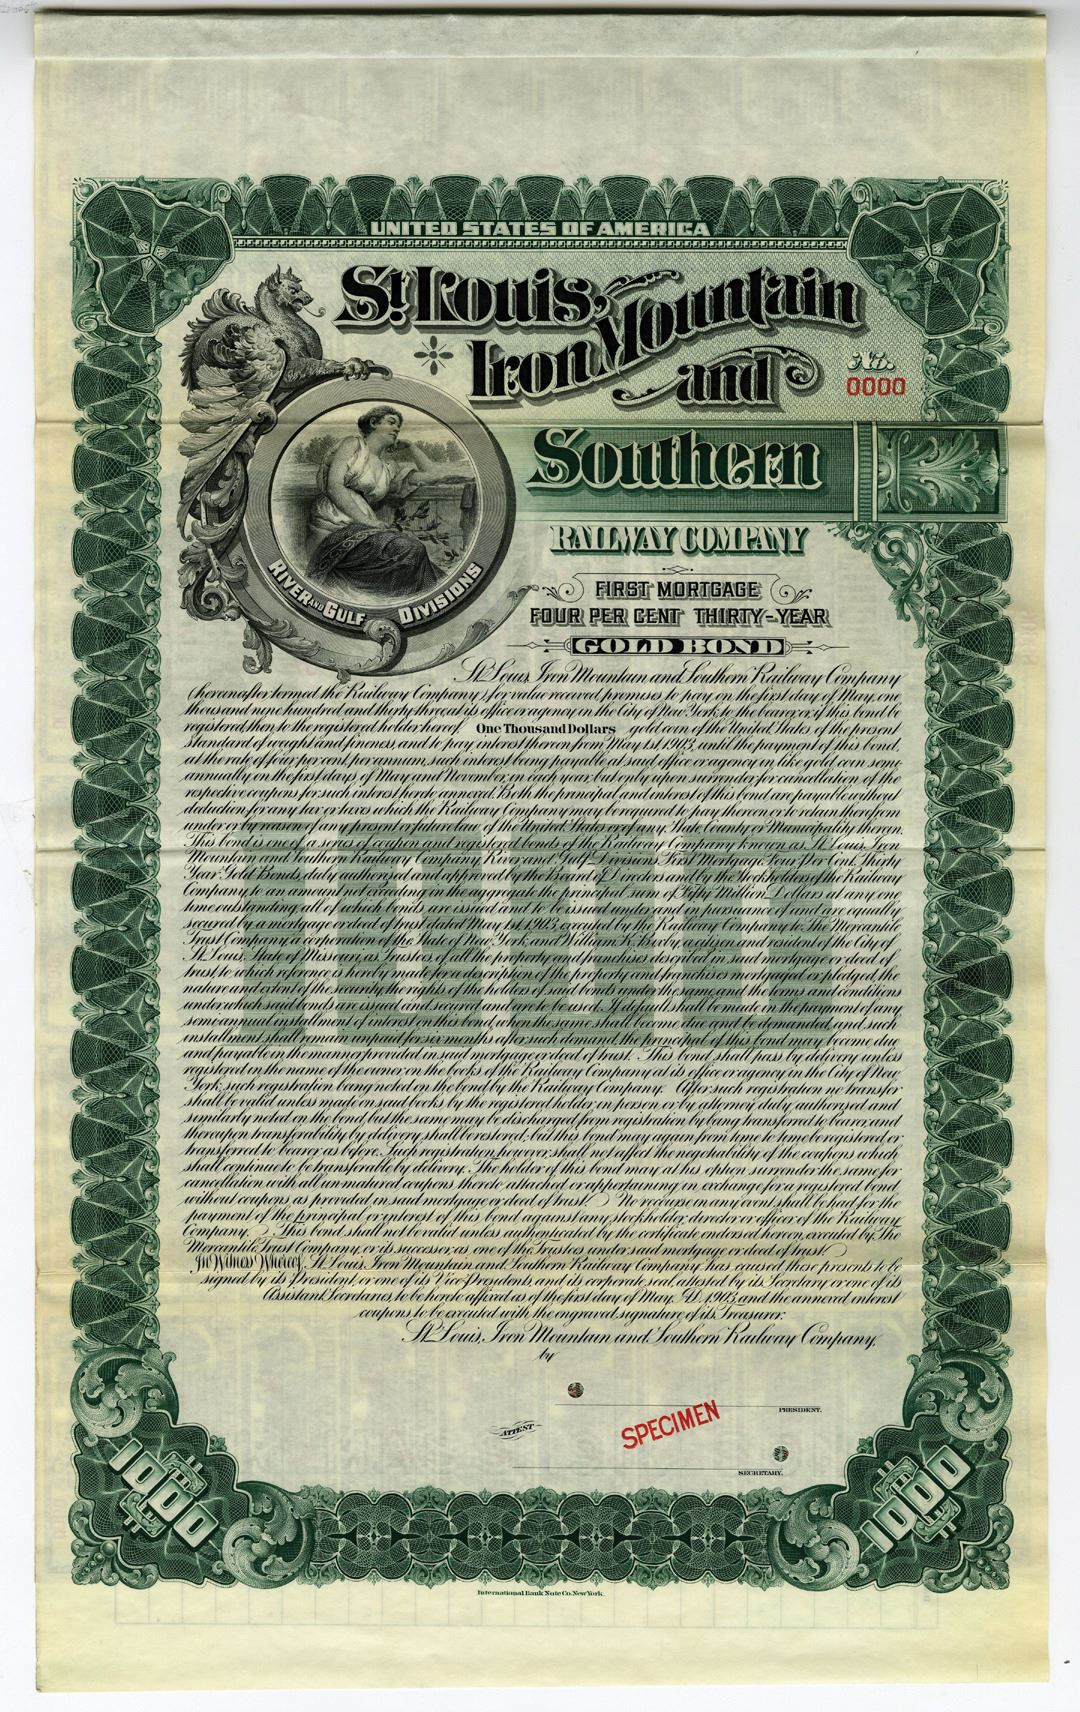 UNITED STATES OF AMERICA
St. Louis,
Iron Mountain
and
No.
0000
Southern
RAILWAY COMPANY
RIVER AND GULF DIVISIONS
FIRST MORTGAGE
FOUR PER CENT THIRTY-YEAR
GOLD BOND
St. Louis, Iron Mountain and Southern Railway Company
(hereinafter termed the Railway Company), for value received promises to pay on the first day of May, one
thousand nine hundred and thirty three, at its office or agency, in the City of New York, to the bearer, or, if this bond be
registered, then to the registered holder hereof, One Thousand Dollars gold coin of the United States of the present
standard of weight and fineness, and to pay interest thereon from May 1st 1903, until the payment of this bond,
at the rate of four per cent. per annum, such interest being payable at said office or agency in like gold coin semi-
annually on the first days of May and November, in each year, but only upon surrender for cancellation of the
respective coupons for such interest hereto annexed. Both the principal and interest of this bond are payable without
deduction for any tax or taxes which the Railway Company may be required to pay thereon or to retain therefrom
under or by reason of any present or future law of the United States or of any State, County or Municipality therein.
This bond is one of a series of coupon and registered bonds of the Railway Company known as St. Louis, Iron
Mountain and Southern Railway Company River and Gulf Divisions First Mortgage Four Per Cent. Thirty
Year Gold Bonds, duly authorized and approved by the Board of Directors and by the Stockholders of the Railway
Company, to an amount not exceeding in the aggregate the principal sum of Fifty Million Dollars at any one
time outstanding, all of which bonds are issued and to be issued under and in pursuance of and are equally
secured by a mortgage or deed of trust dated May 1st 1903, executed by the Railway Company to The Mercantile
Trust Company, a corporation of the State of New York, and William K. Bixby, a citizen and resident of the City of
St. Louis, State of Missouri, as Trustees of all the property and franchises described in said mortgage or deed of
trust to which reference is hereby made for a description of the property and franchises mortgaged or pledged, the
nature and extent of the security, the rights of the holders of said bonds under the same, and the terms and conditions
under which said bonds are issued and secured and are to be used. If default shall be made in the payment of any
semi-annual installment of interest on this bond, when the same shall become due and be demanded, and such
installment shall remain unpaid for six months after such demand, the principal of this bond may become due
and payable in the manner provided in said mortgage or deed of trust. This bond shall pass by delivery unless
registered in the name of the owner, on the books of the Railway Company at its office or agency in the City of New
York, such registration being noted on the bond by the Railway Company. After such registration no transfer
shall be valid unless made on said books by the registered holder, in person or by attorney duly authorized and
similarly noted on the bond, but the same may be discharged from registration by being transferred to bearer, and
thereupon transferability by delivery shall be restored; but this bond may again from time to time be registered or
transferred to bearer as before. Such registration, however, shall not affect the negotiability of the coupons which
shall continue to be transferable by delivery. The holder of this bond may at his option surrender the same for
cancellation with all un-matured coupons thereto attached or appertaining, in exchange for a registered bond,
without coupons as provided in said mortgage or deed of trust. No recourse in any event shall be had for the
payment of the principal or interest of this bond against any stockholder, director or officer of the Railway
Company. This bond shall not be valid unless authenticated by the certificate endorsed hereon, executed by The
Mercantile Trust Company, or its successor, as one of the Trustees under said mortgage or deed of trust.
In Witness Whereof, St. Louis, Iron Mountain and Southern Railway Company has caused these presents to be
signed by its President, or one of its Vice-Presidents, and its corporate seal, attested by its Secretary or one of its
Assistant Secretaries, to be hereto affixed as of the first day of May, A.D. 1903, and the annexed interest
coupons to be executed with the engraved signature of its Treasurer.
St. Louis, Iron Mountain and Southern Railway Company,
by
PRESIDENT.
ATTEST
SPECIMEN
SECRETARY.
1000
1000
International Bank Note Co. New York.